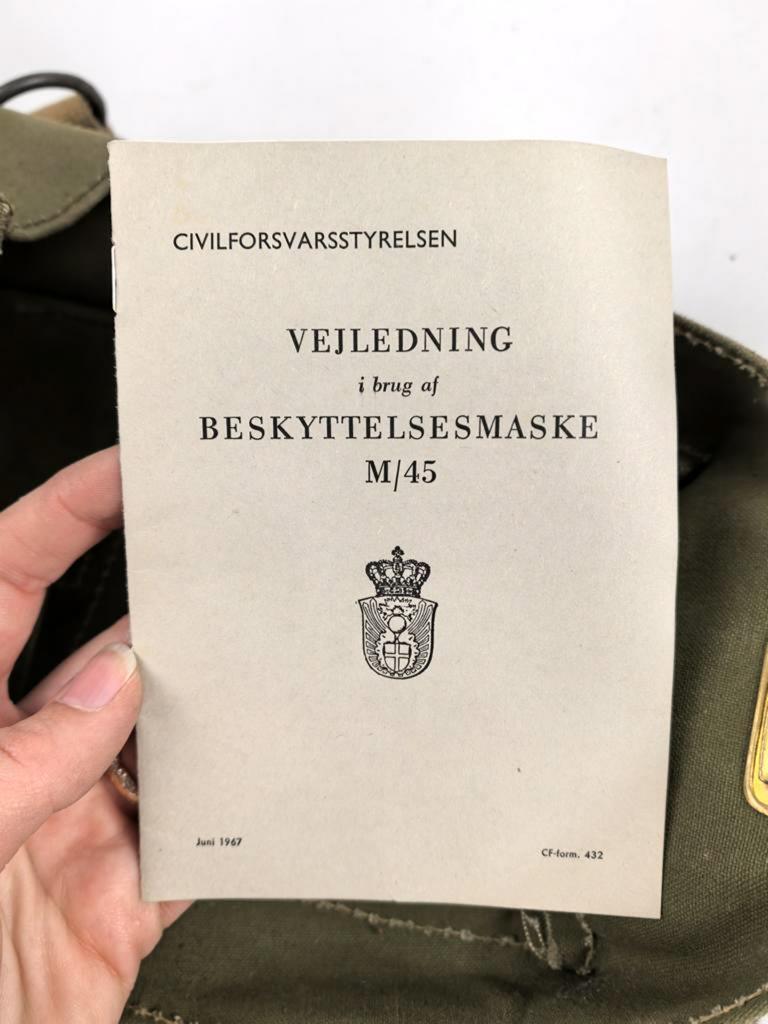 CIVILFORSVARSSTYRELSEN
VEJLEDNING
i brug af
BESKYTTELSESMASKE
M/45
Juni 1967
CF-form. 432